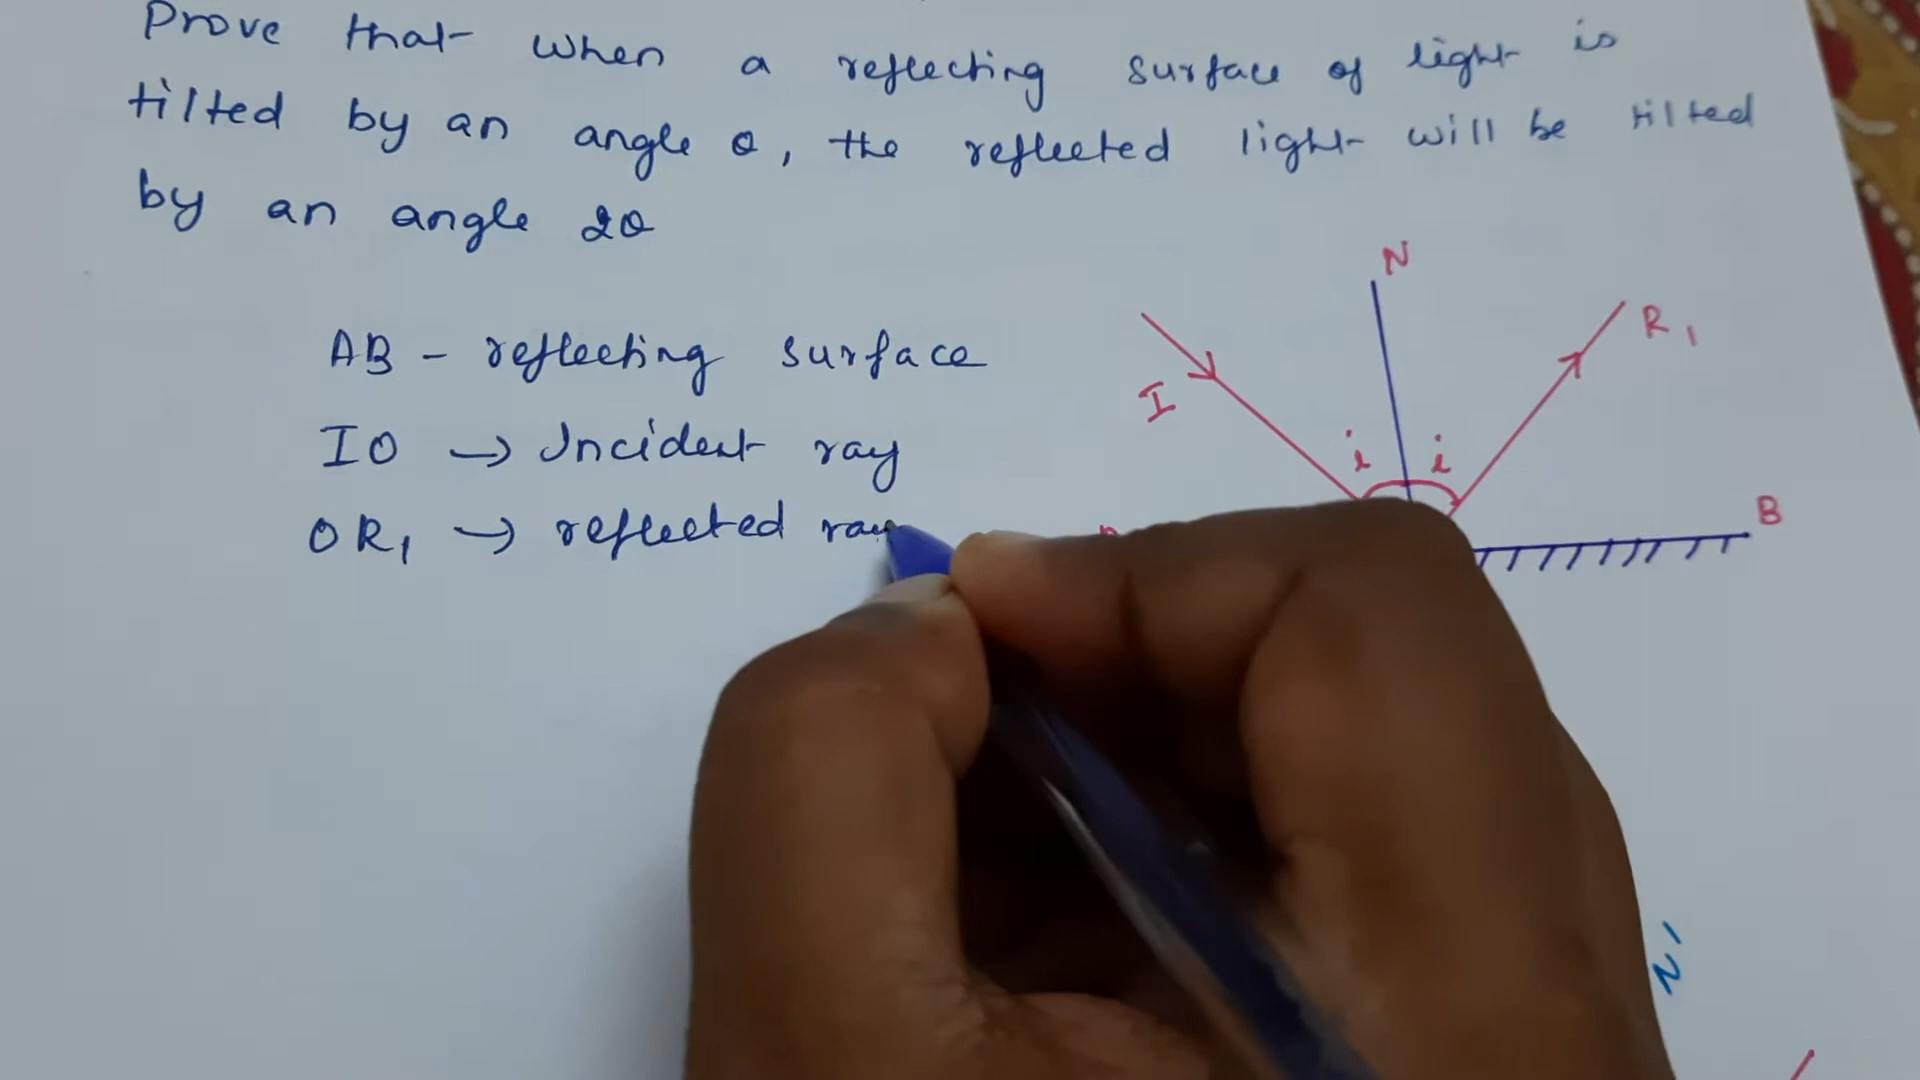 Prove that when a reflecting surface of light is
tilted by an angle θ, the reflected light will be tilted
by an angle 2θ
N
R1
AB - reflecting surface
I
IO → Incident ray
i i
B
OR1 → reflected ray
N'